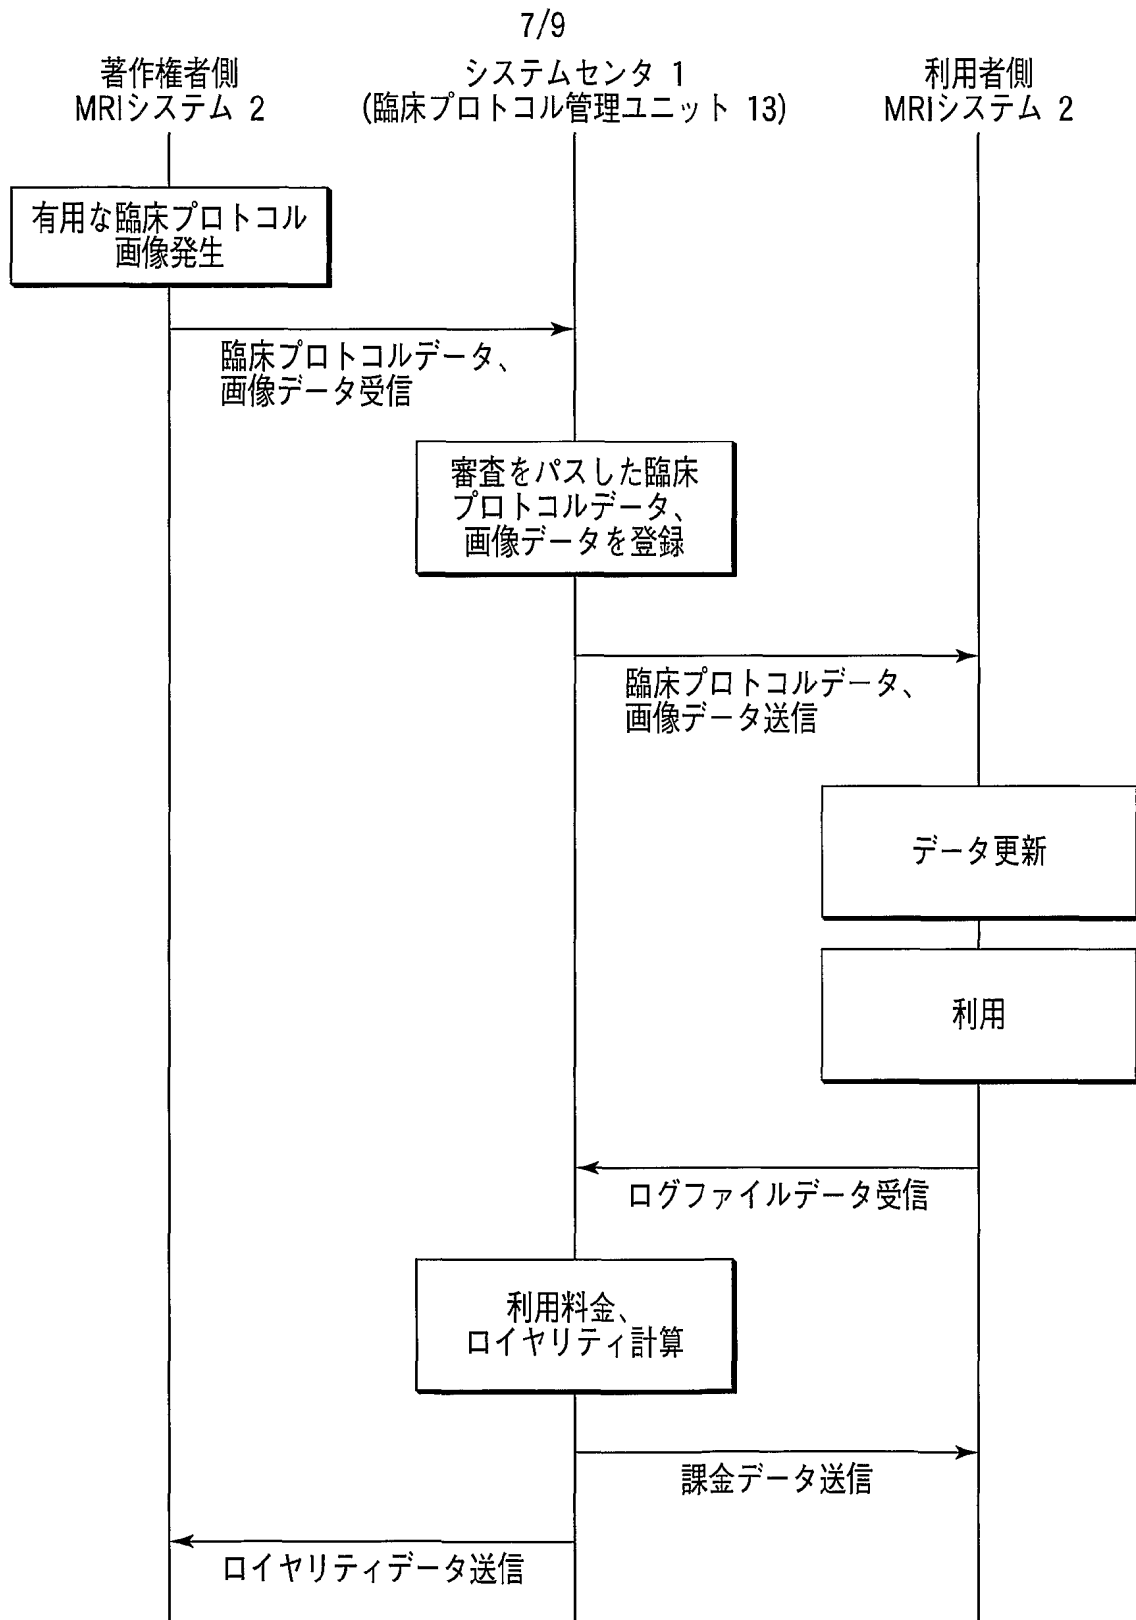 7/9
著作権者側
MRIシステム 2
システムセンタ 1
(臨床プロトコル管理ユニット 13)
利用者側
MRIシステム 2
有用な臨床プロトコル
画像発生
臨床プロトコルデータ、
画像データ受信
審査をパスした臨床
プロトコルデータ、
画像データを登録
臨床プロトコルデータ、
画像データ送信
データ更新
利用
ログファイルデータ受信
利用料金、
ロイヤリティ計算
課金データ送信
ロイヤリティデータ送信